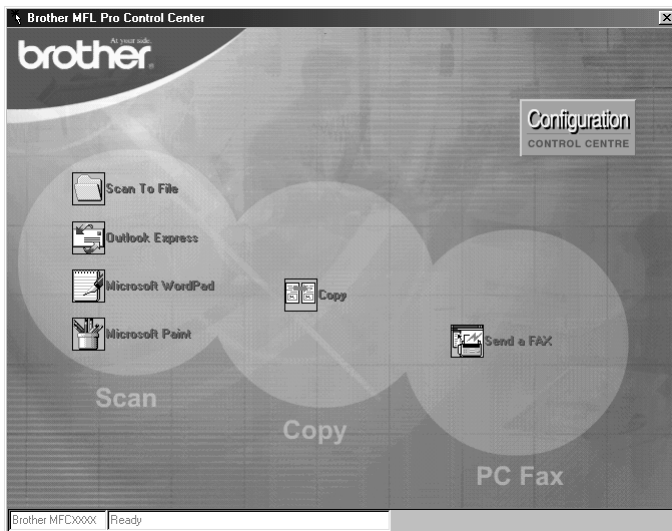 Brother MFL Pro Control Center
At your side.
brother
Configuration
CONTROL CENTRE
Scan To File
Outlook Express
Microsoft WordPad
Microsoft Paint
Scan
Copy
Copy
Send a FAX
PC Fax
Brother MFCXXXX
Ready